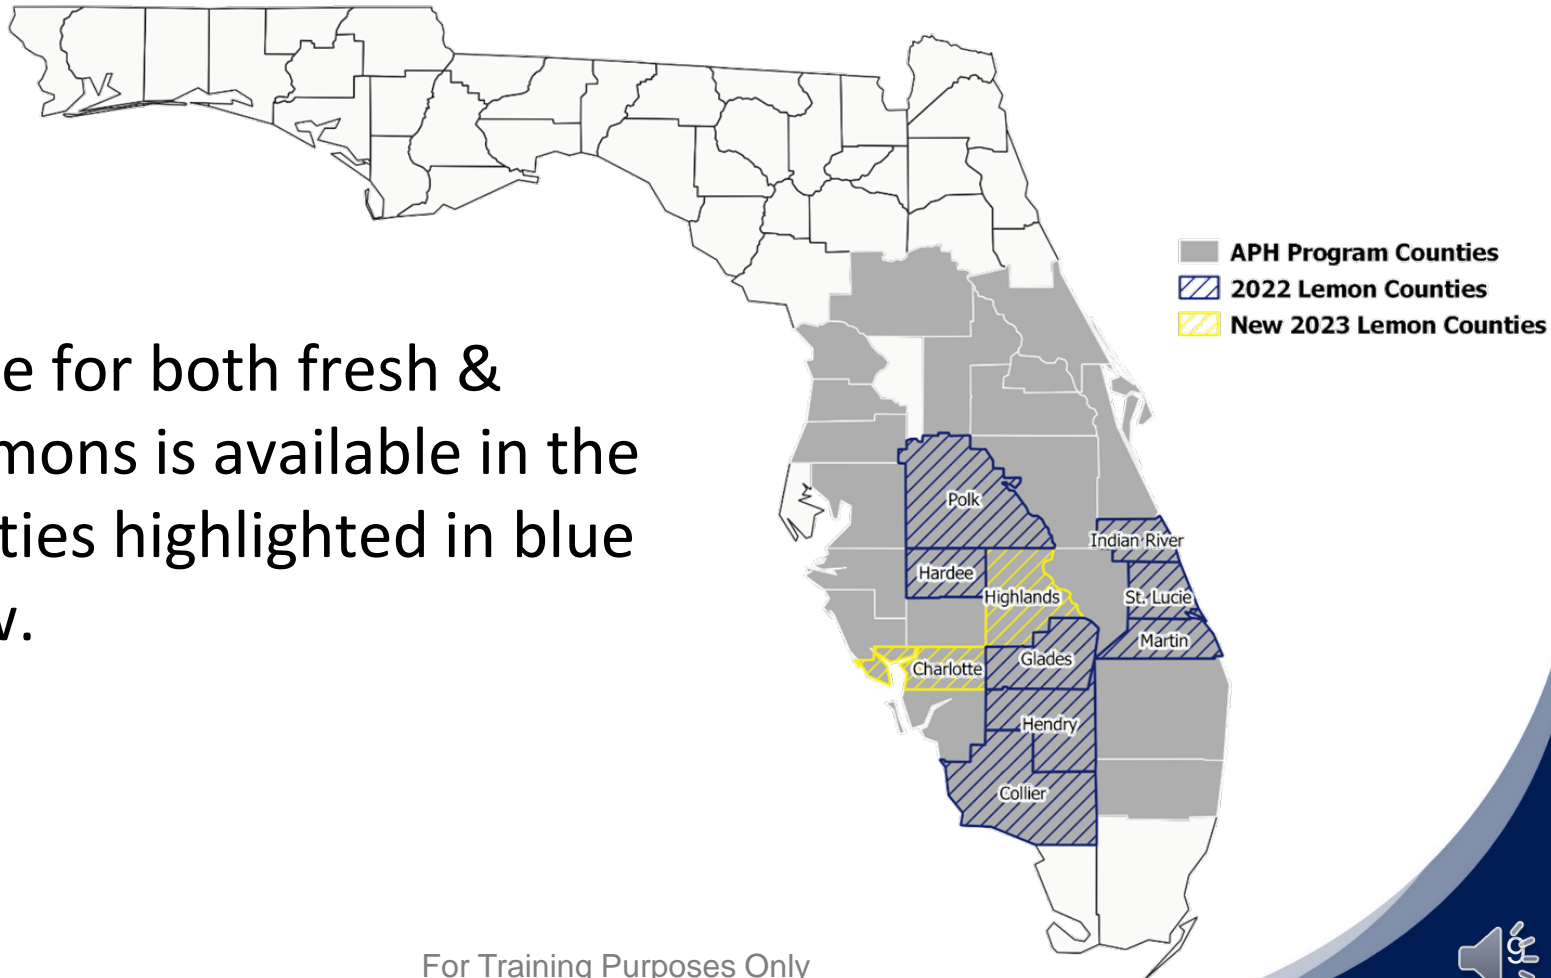 e for both fresh &
mons is available in the
ties highlighted in blue
w.
APH Program Counties
2022 Lemon Counties
New 2023 Lemon Counties
Polk
Indian River
Hardee
Highlands
St. Lucie
Martin
Glades
Charlotte
Hendry
Collier
For Training Purposes Only